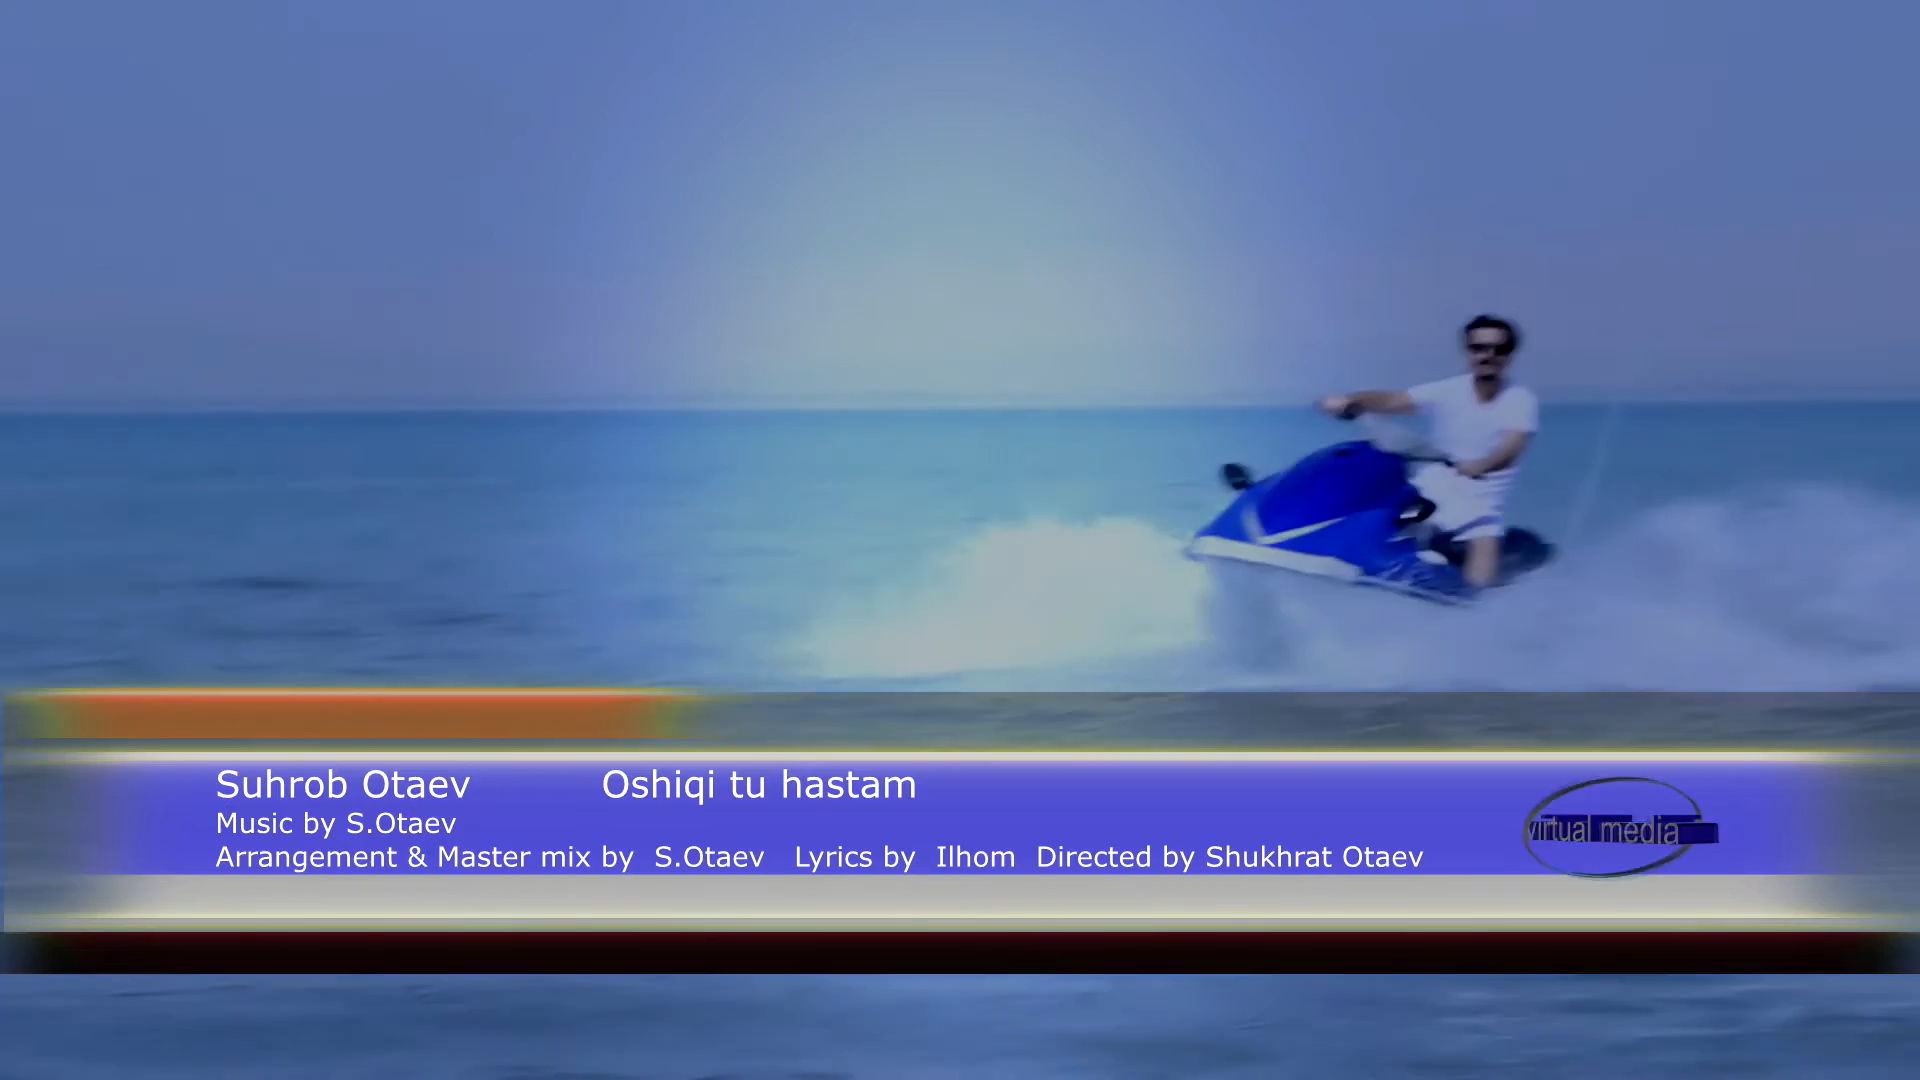 Suhrob Otaev Oshiqi tu hastam
Music by S.Otaev
Arrangement & Master mix by S.Otaev Lyrics by Ilhom Directed by Shukhrat Otaev
virtual media